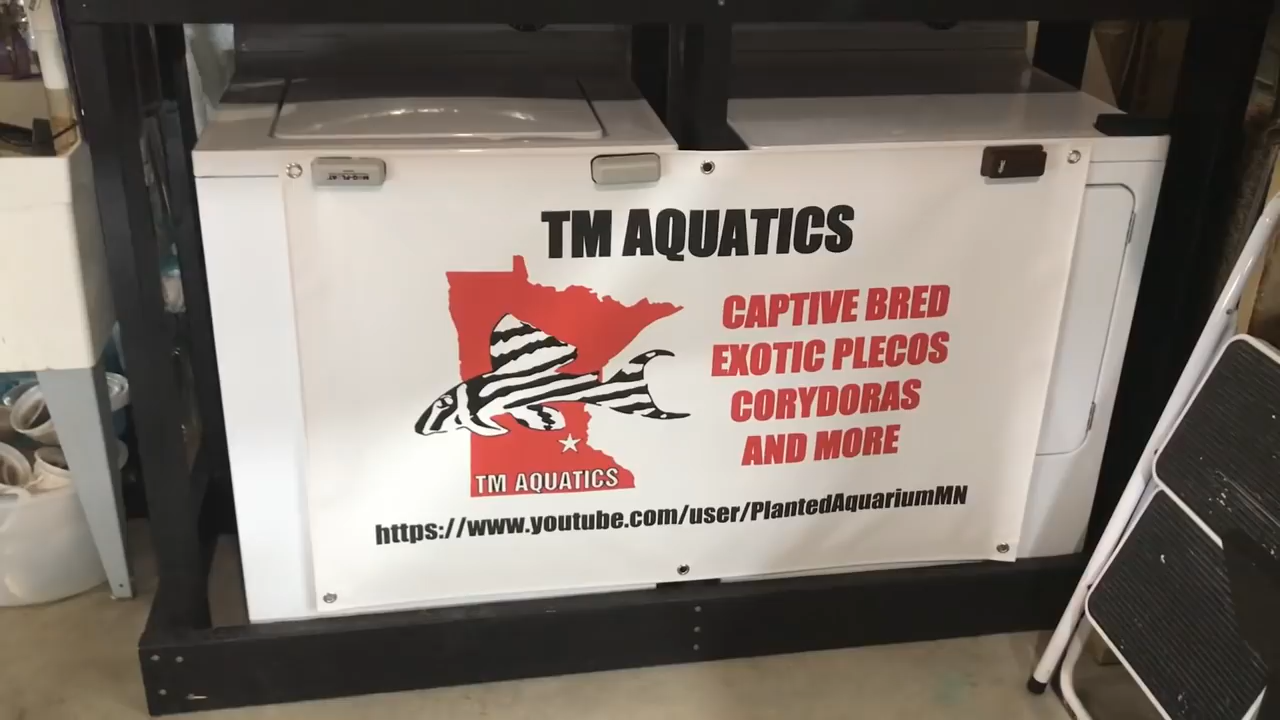 TM AQUATICS
CAPTIVE BRED
EXOTIC PLECOS
CORYDORAS
AND MORE
TM AQUATICS
https://www.youtube.com/user/PlantedAquariumMN